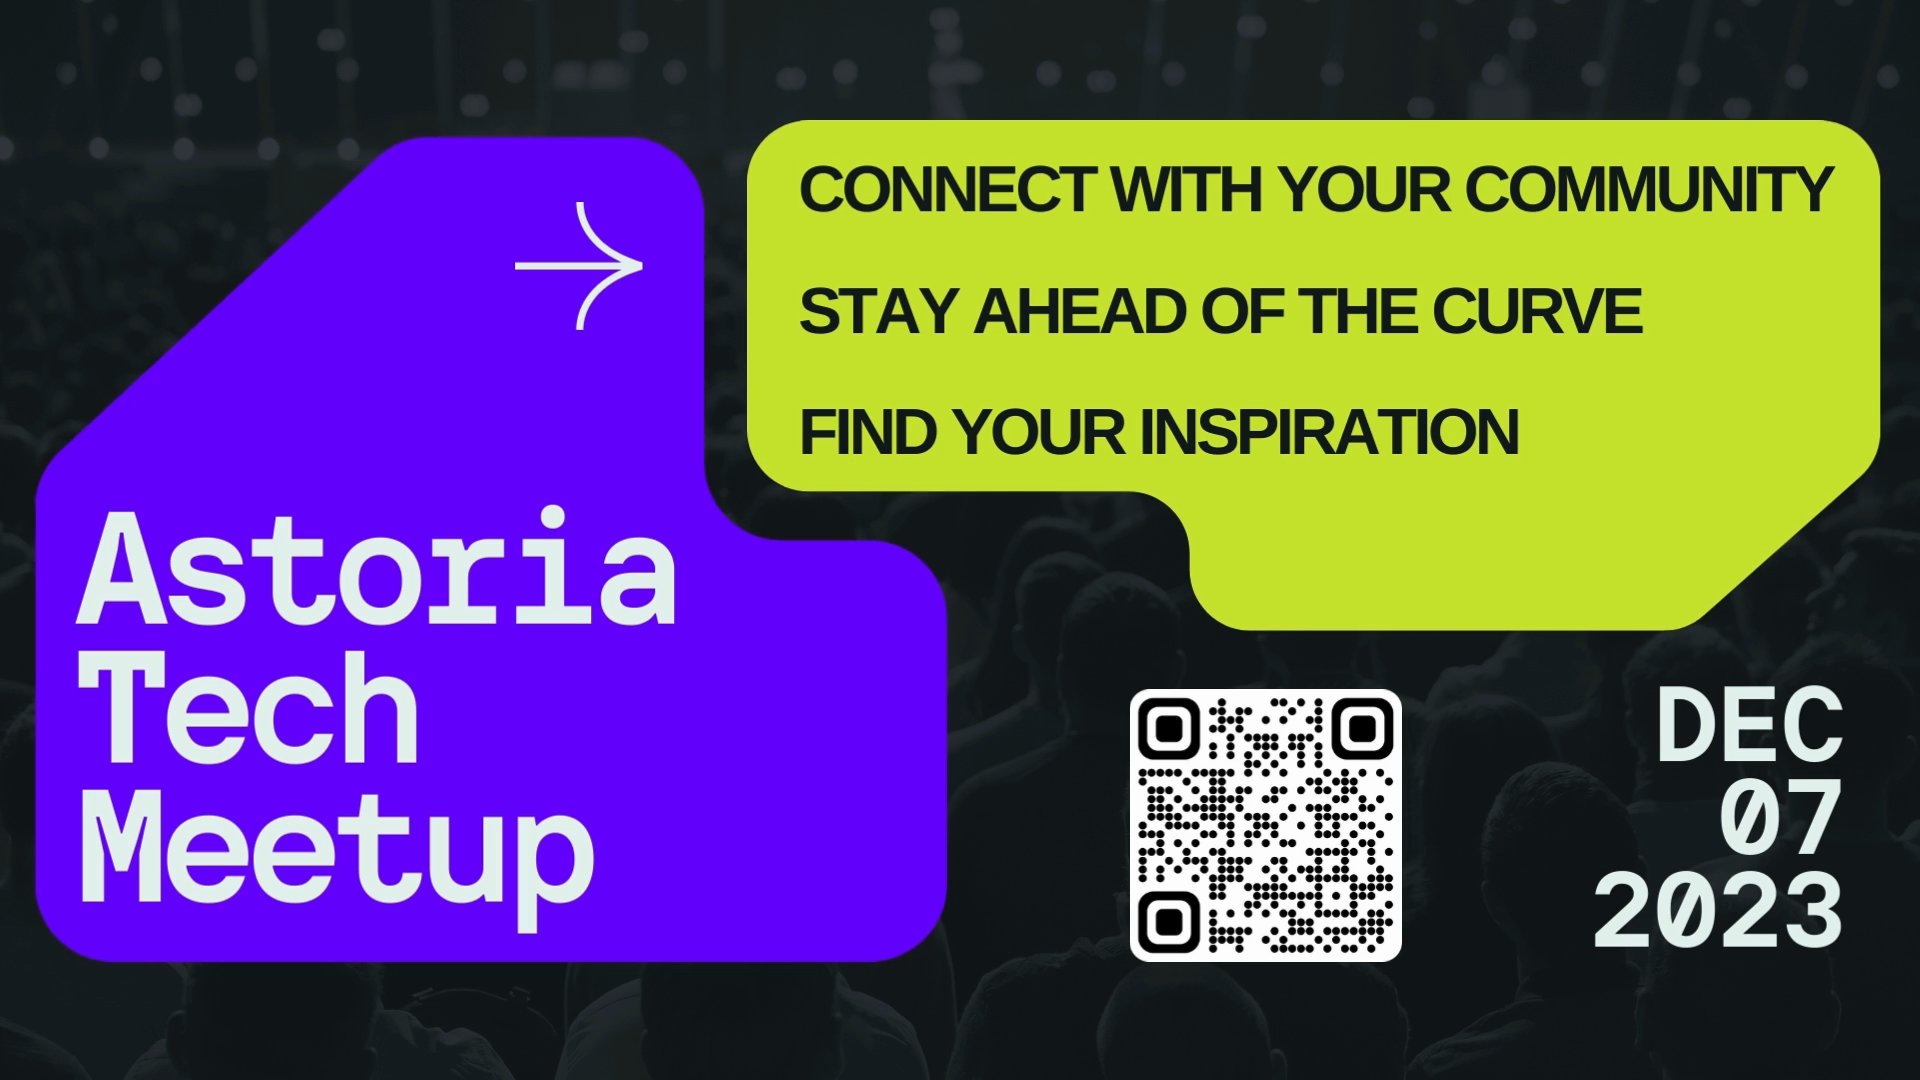 Astoria
Tech
Meetup
CONNECT WITH YOUR COMMUNITY
STAY AHEAD OF THE CURVE
FIND YOUR INSPIRATION
DEC
07
2023